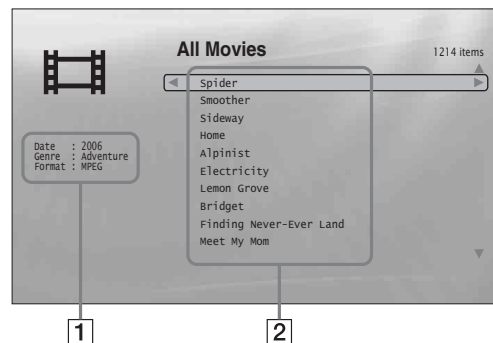 All Movies
1214 items
Spider
Smoother
Sideway
Home
Alpinist
Electricity
Lemon Grove
Bridget
Finding Never-Ever Land
Meet My Mom
Date : 2006
Genre : Adventure
Format : MPEG
1
2